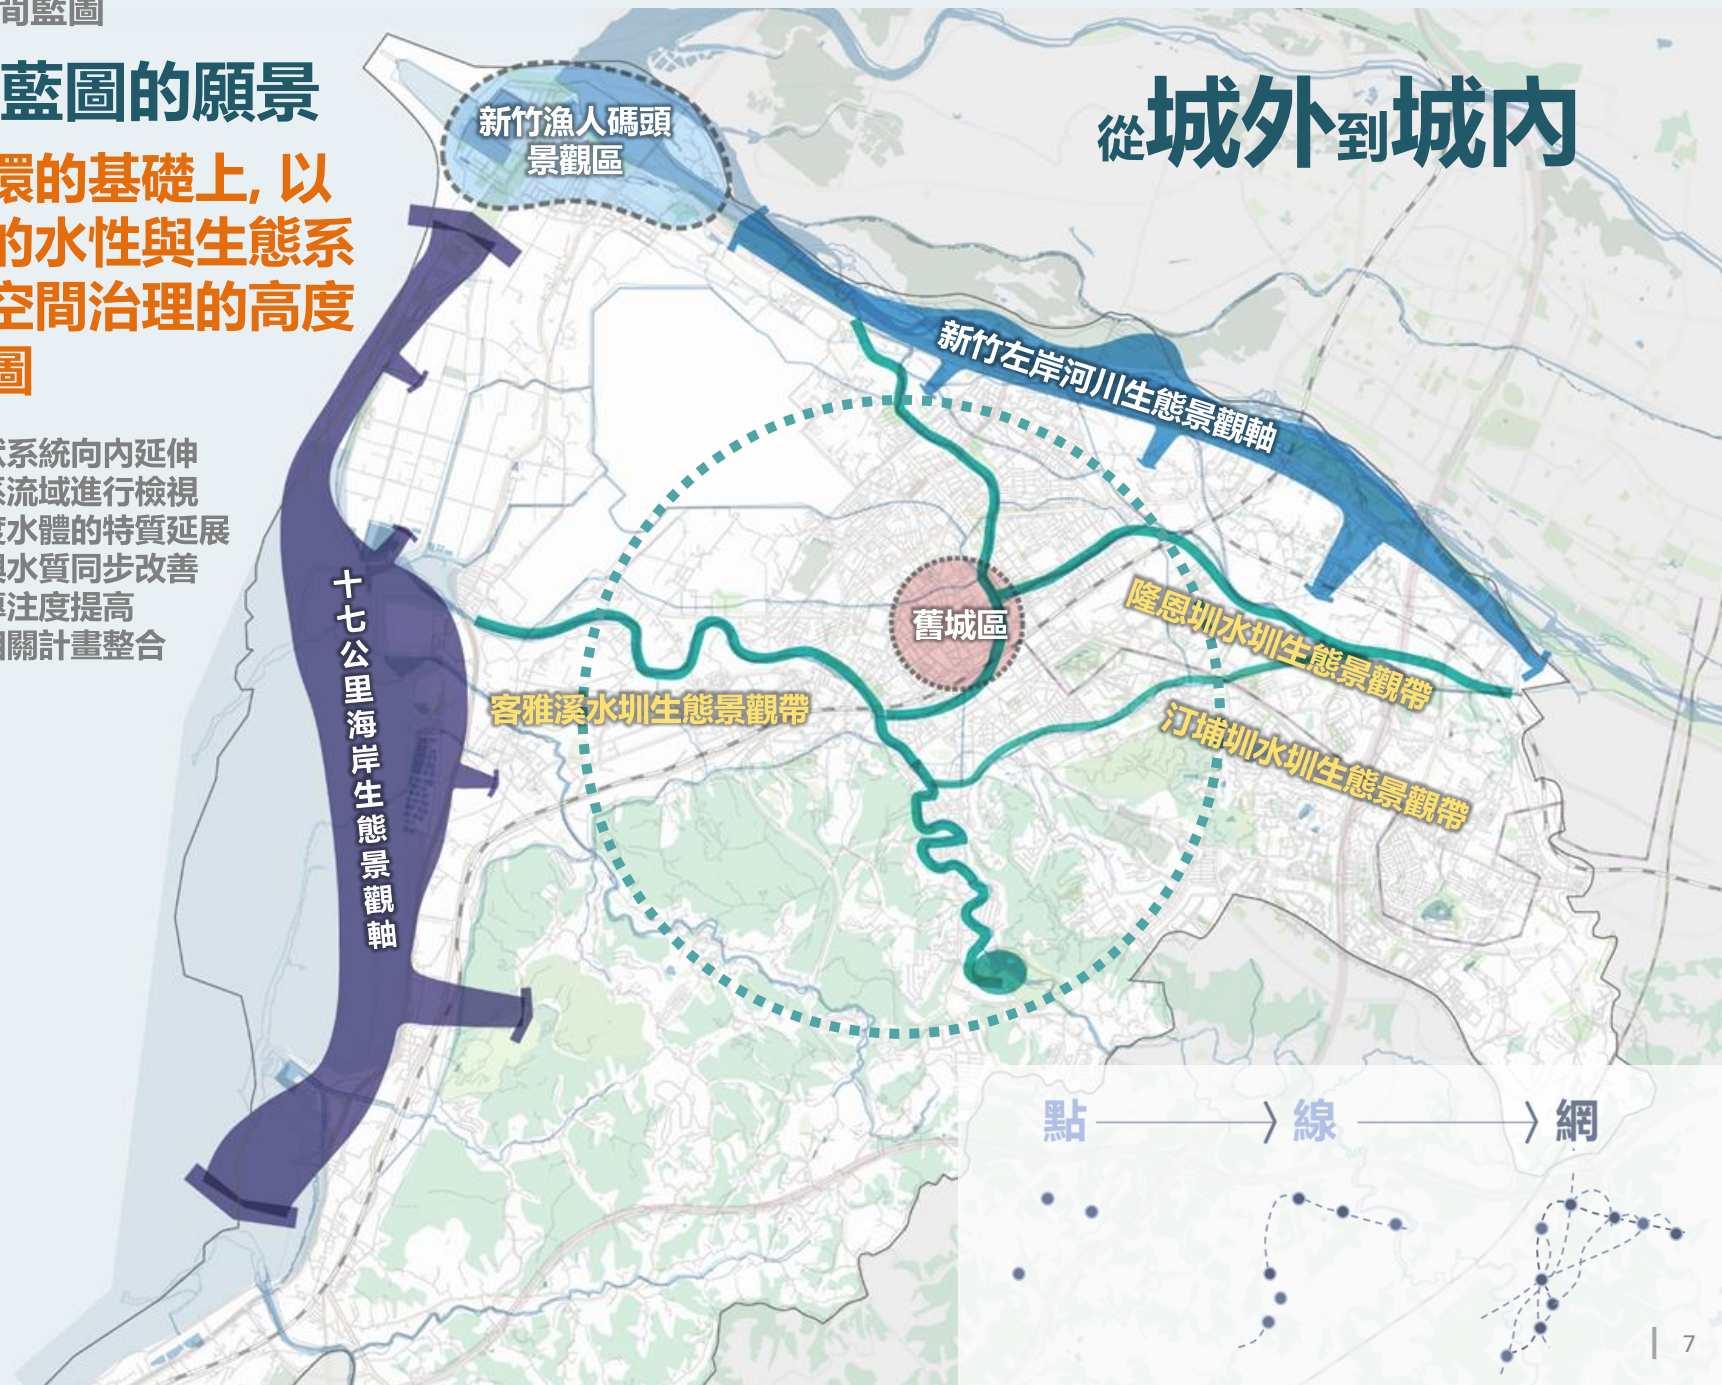 間藍圖
藍圖的願景
環的基礎上, 以
的水性與生態系
空間治理的高度
圖
系統向內延伸
流域進行檢視
度水體的特質延展
與水質同步改善
專注度提高
相關計畫整合
從城外到城內
新竹漁人碼頭
景觀區
新竹左岸河川生態景觀軸
十七公里海岸生態景觀軸
舊城區
隆恩圳水圳生態景觀帶
客雅溪水圳生態景觀帶
汀埔圳水圳生態景觀帶
點 線 網
7